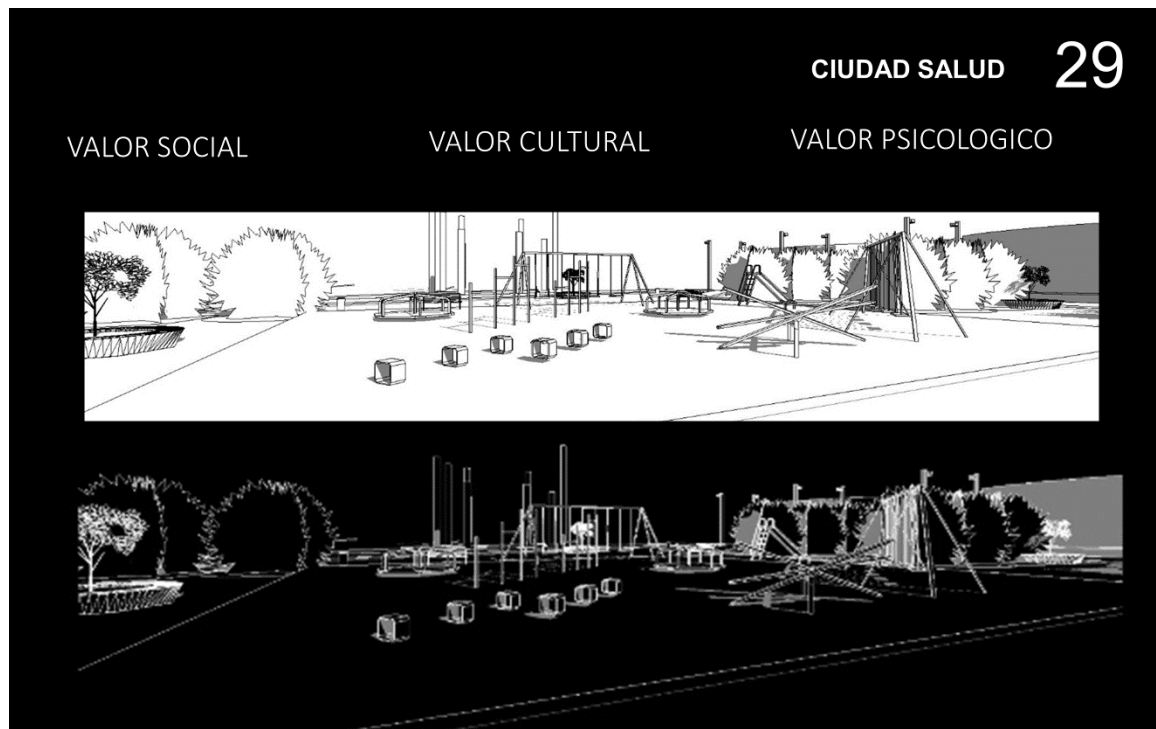 CIUDAD SALUD 29
VALOR SOCIAL
VALOR CULTURAL
VALOR PSICOLOGICO